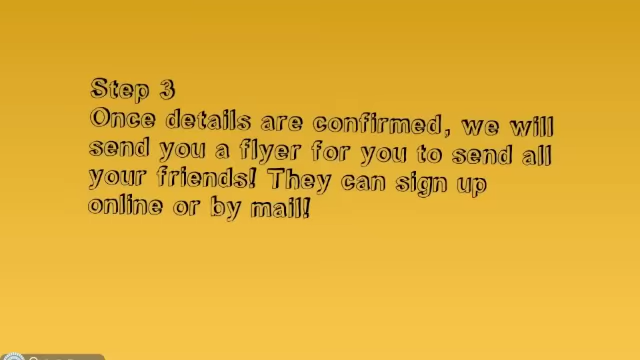 Step 3
Once details are confirmed, we will
send you a flyer for you to send all
your friends! They can sign up
online or by mail!